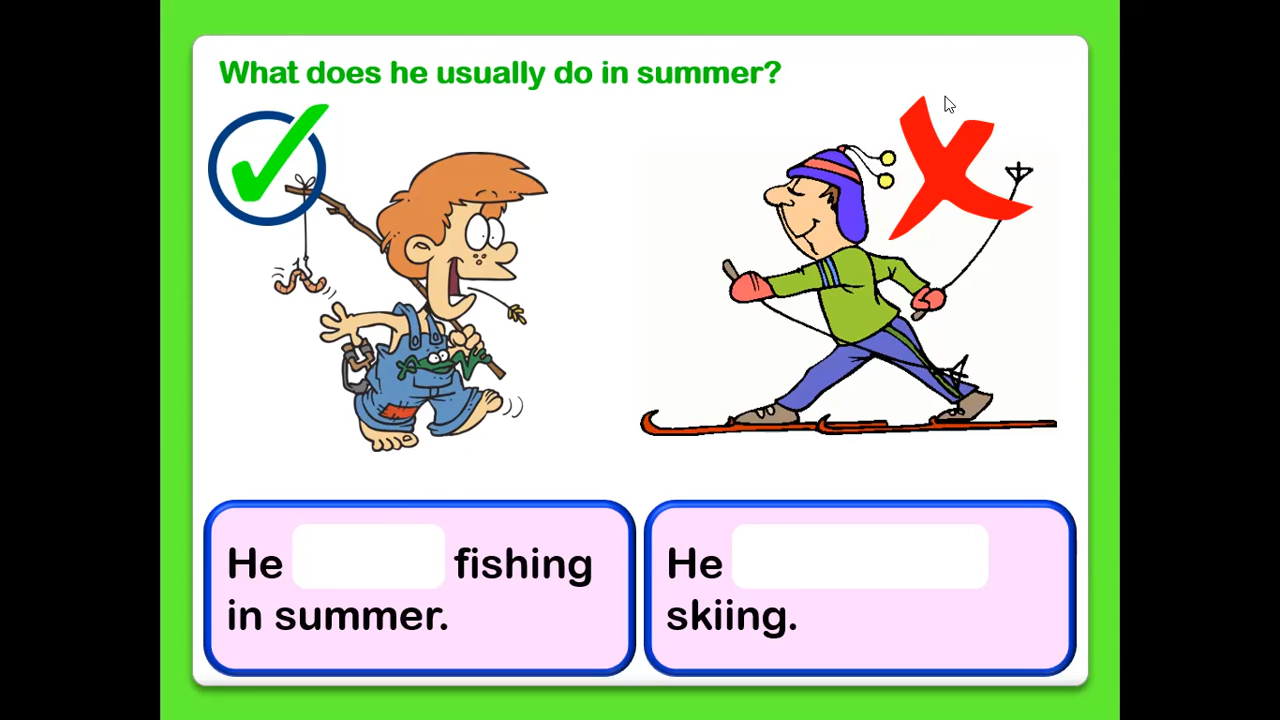 What does he usually do in summer?
He fishing
in summer.
He
skiing.